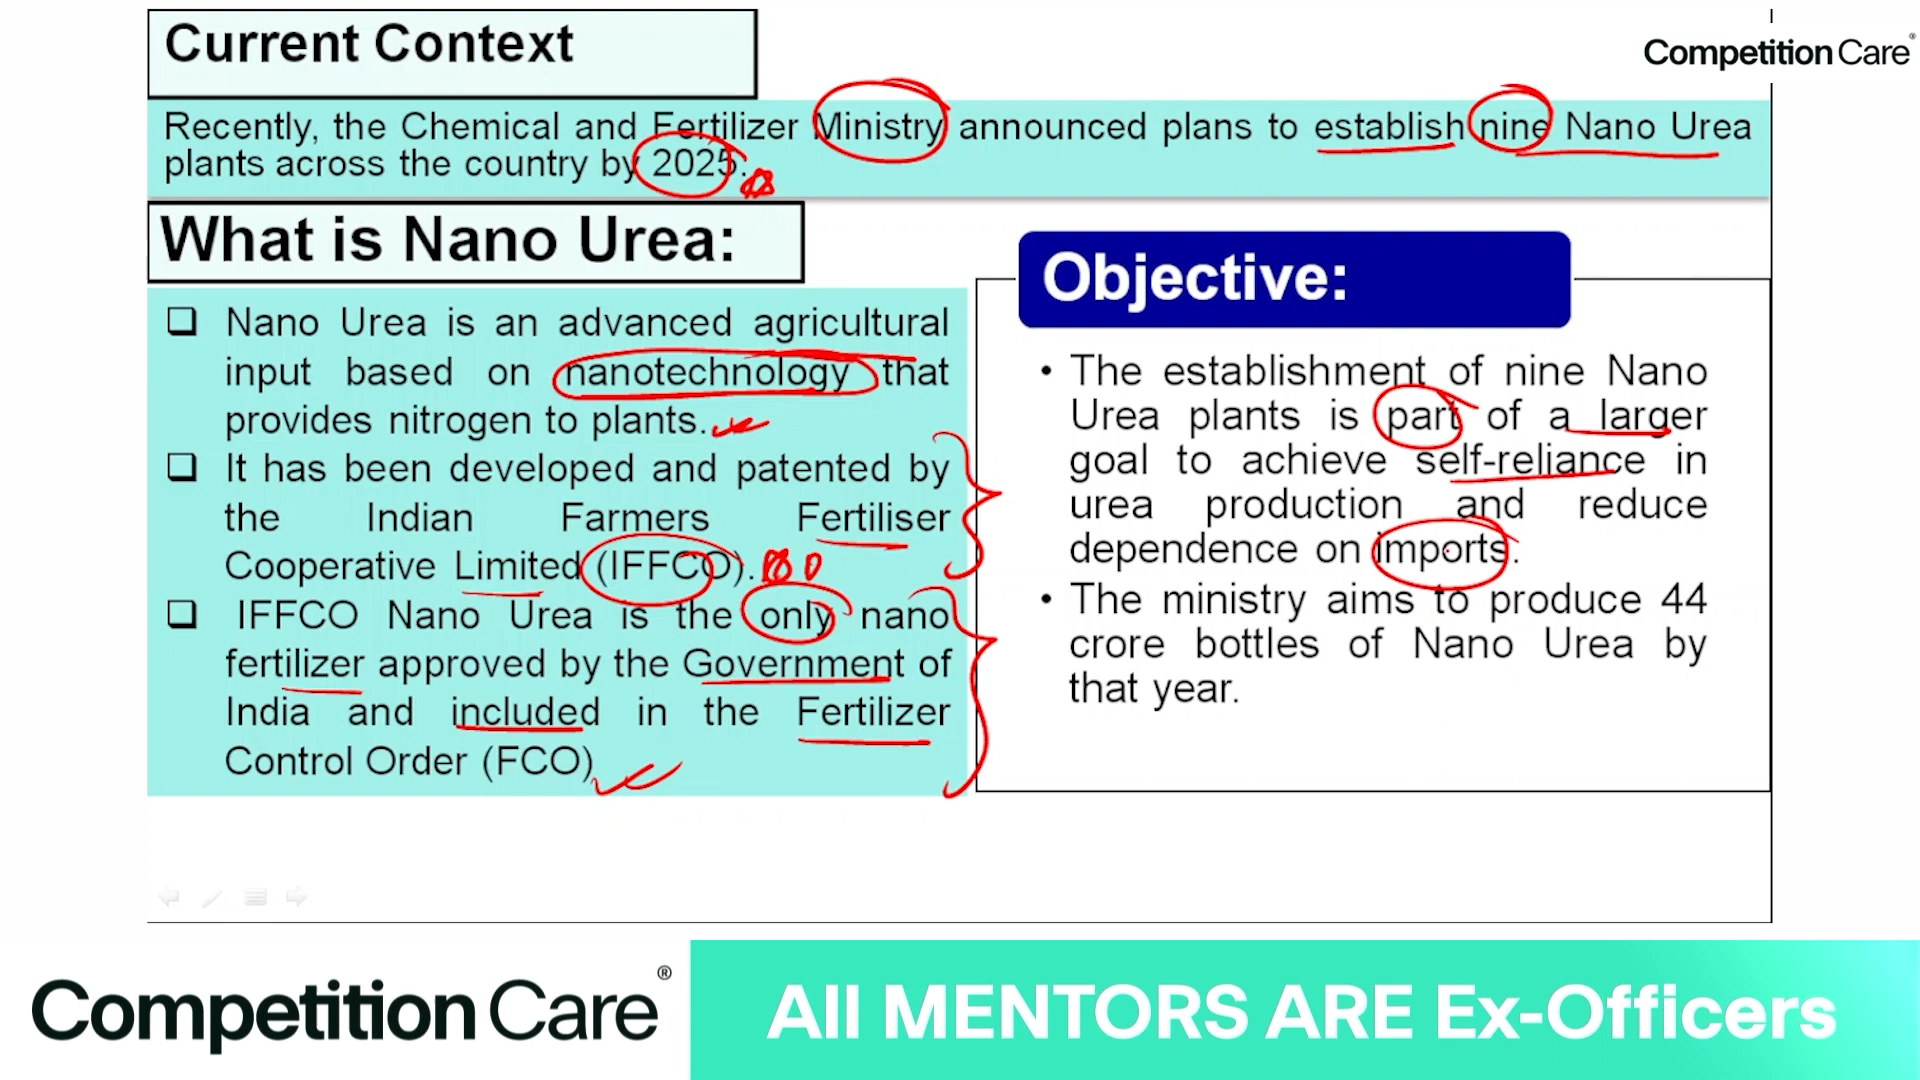 Current Context
CompetitionCare
Recently, the Chemical and Fertilizer Ministry announced plans to establish nine Nano Urea
plants across the country by 2025.
What is Nano Urea:
❑ Nano Urea is an advanced agricultural
input based on nanotechnology that
provides nitrogen to plants.
❑ It has been developed and patented by
the Indian Farmers Fertiliser
Cooperative Limited (IFFCO).
❑ IFFCO Nano Urea is the only nano
fertilizer approved by the Government of
India and included in the Fertilizer
Control Order (FCO)
Objective:
• The establishment of nine Nano
Urea plants is part of a larger
goal to achieve self-reliance in
urea production and reduce
dependence on imports.
• The ministry aims to produce 44
crore bottles of Nano Urea by
that year.
CompetitionCare®
All MENTORS ARE Ex-Officers